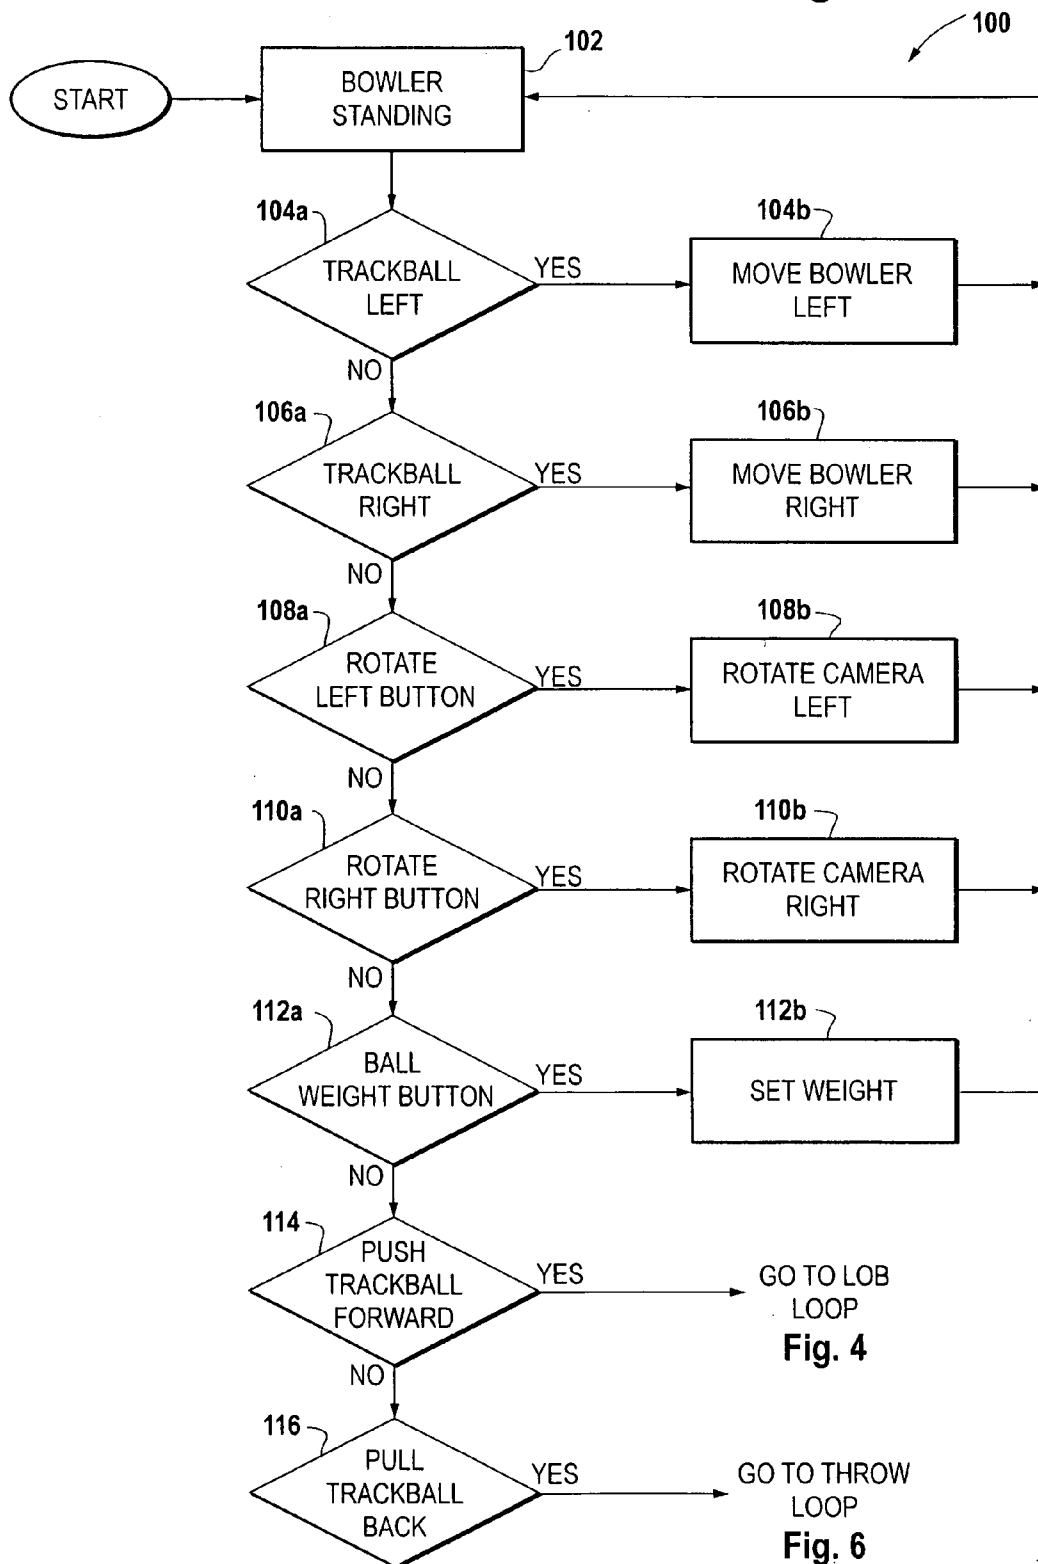 100
102
START
BOWLER
STANDING
104a
TRACKBALL
LEFT
YES
104b
MOVE BOWLER
LEFT
NO
106a
TRACKBALL
RIGHT
YES
106b
MOVE BOWLER
RIGHT
NO
108a
ROTATE
LEFT BUTTON
YES
108b
ROTATE CAMERA
LEFT
NO
110a
ROTATE
RIGHT BUTTON
YES
110b
ROTATE CAMERA
RIGHT
NO
112a
BALL
WEIGHT BUTTON
YES
112b
SET WEIGHT
NO
114
PUSH
TRACKBALL
FORWARD
YES
GO TO LOB
LOOP
Fig. 4
NO
116
PULL
TRACKBALL
BACK
YES
GO TO THROW
LOOP
Fig. 6